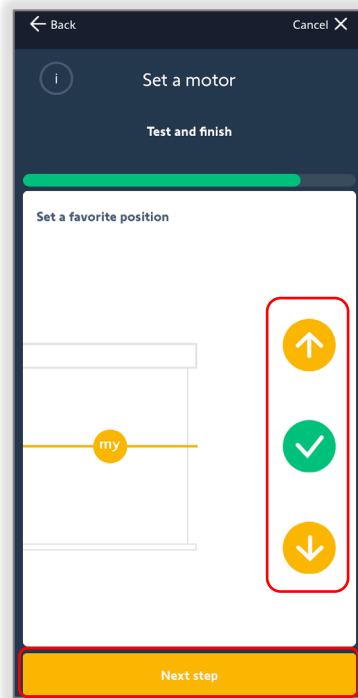 Back
Cancel
i
Set a motor
Test and finish
Set a favorite position
my
Next step